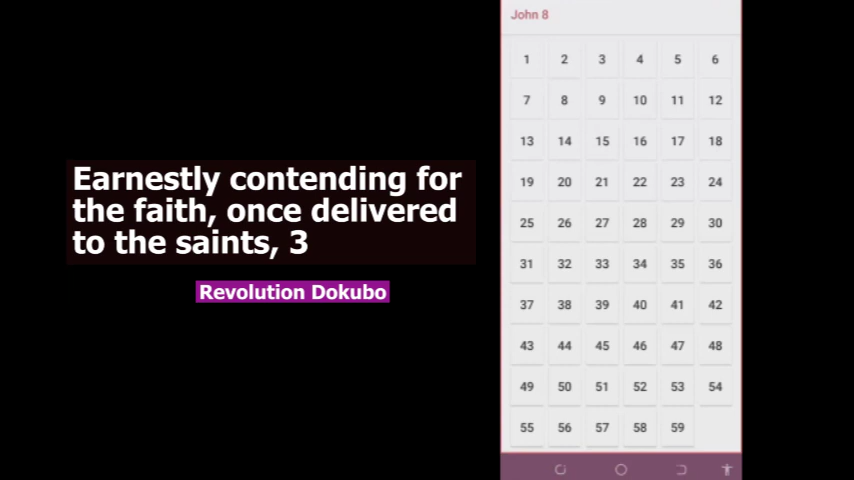 Earnestly contending for
the faith, once delivered
to the saints, 3
Revolution Dokubo
John 8
1 2 3 4 5 6
7 8 9 10 11 12
13 14 15 16 17 18
19 20 21 22 23 24
25 26 27 28 29 30
31 32 33 34 35 36
37 38 39 40 41 42
43 44 45 46 47 48
49 50 51 52 53 54
55 56 57 58 59